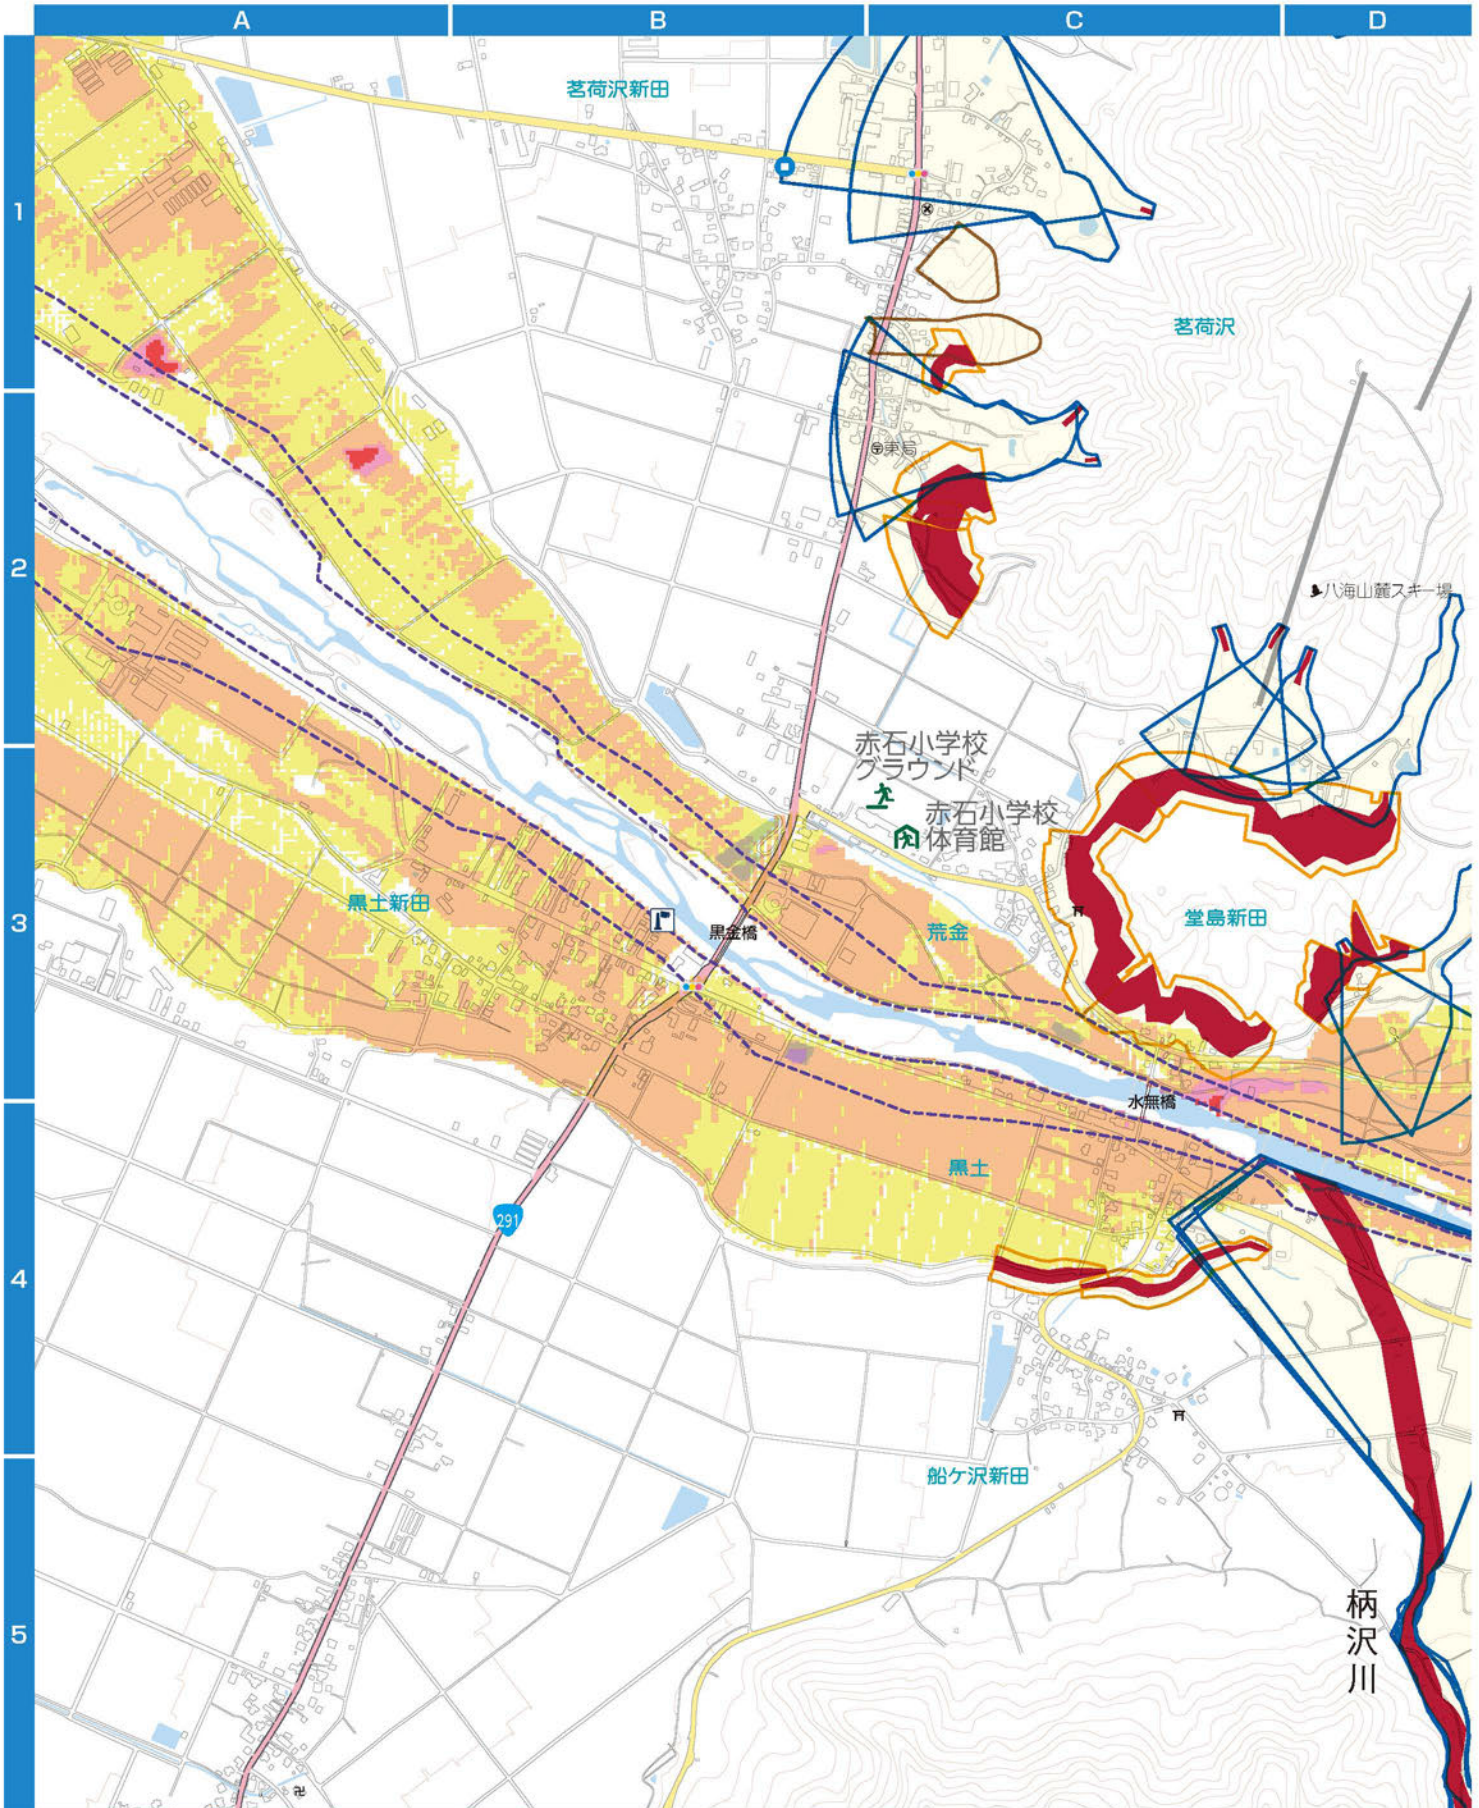 A
B
C
D
1
茗荷沢新田
茗荷沢
東局
2
八海山麓スキー場
赤石小学校
グラウンド
赤石小学校
体育館
3
黒土新田
黒金橋
荒金
堂島新田
水無橋
黒土
291
4
船ケ沢新田
5
柄沢川